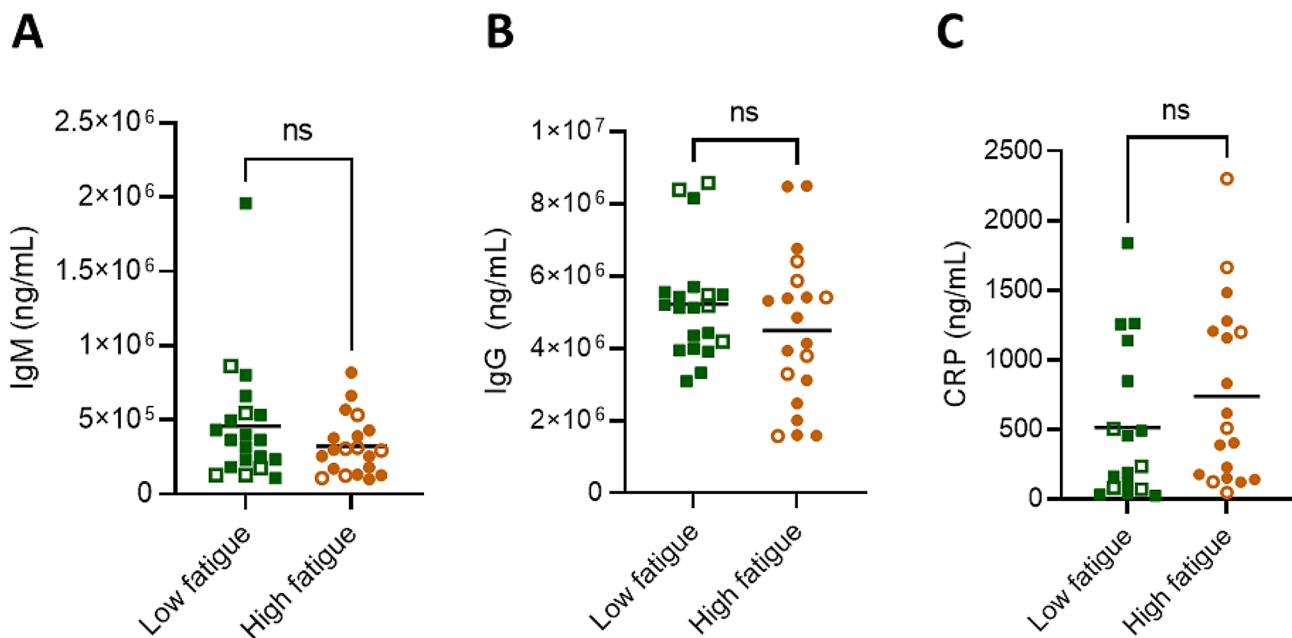 A
B
C
ns
2.5×10⁶
2×10⁶
1.5×10⁶
1×10⁶
5×10⁵
0
IgM (ng/mL)
Low fatigue
High fatigue
ns
1×10⁷
8×10⁶
6×10⁶
4×10⁶
2×10⁶
0
IgG (ng/mL)
Low fatigue
High fatigue
ns
2500
2000
1500
1000
500
0
CRP (ng/mL)
Low fatigue
High fatigue